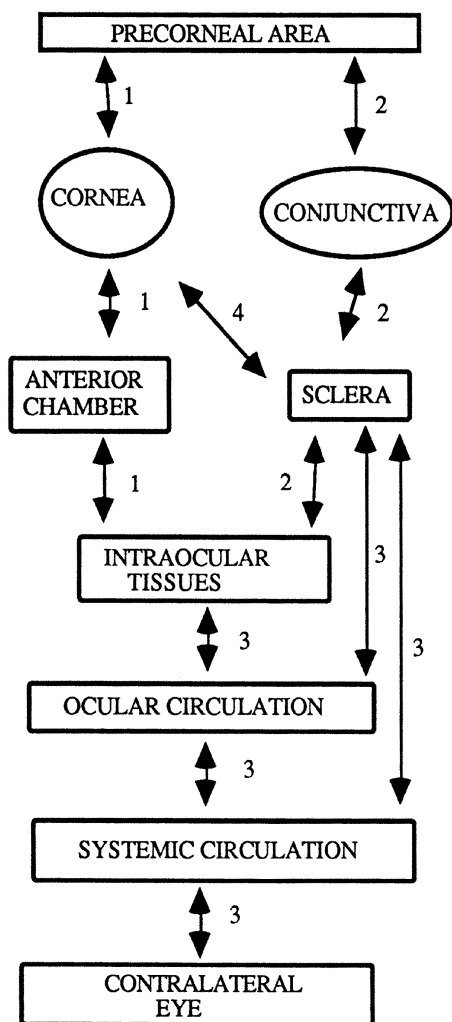 PRECORNEAL AREA
1
2
CORNEA
CONJUNCTIVA
1
4
2
ANTERIOR
CHAMBER
SCLERA
1
2
3
3
INTRAOCULAR
TISSUES
3
OCULAR CIRCULATION
3
SYSTEMIC CIRCULATION
3
CONTRALATERAL
EYE